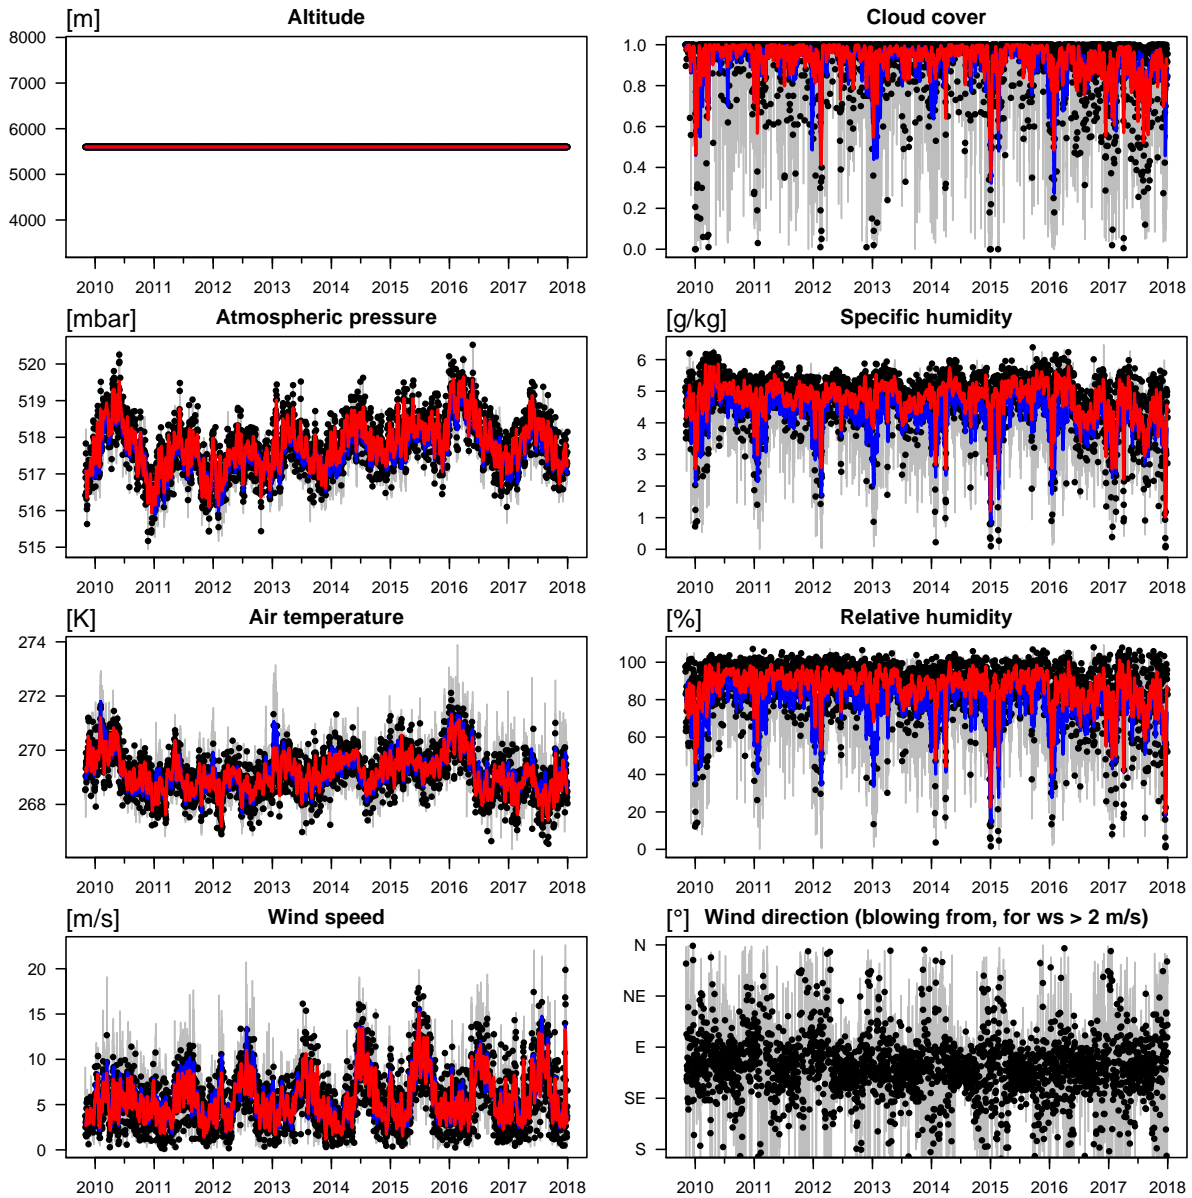 [m] Altitude
8000
7000
6000
5000
4000
2010 2011 2012 2013 2014 2015 2016 2017 2018
Cloud cover
1.0
0.8
0.6
0.4
0.2
0.0
2010 2011 2012 2013 2014 2015 2016 2017 2018
[mbar] Atmospheric pressure
520
519
518
517
516
515
2010 2011 2012 2013 2014 2015 2016 2017 2018
[g/kg] Specific humidity
6
5
4
3
2
1
0
2010 2011 2012 2013 2014 2015 2016 2017 2018
[K] Air temperature
274
272
270
268
2010 2011 2012 2013 2014 2015 2016 2017 2018
[%] Relative humidity
100
80
60
40
20
0
2010 2011 2012 2013 2014 2015 2016 2017 2018
[m/s] Wind speed
20
15
10
5
0
2010 2011 2012 2013 2014 2015 2016 2017 2018
[°] Wind direction (blowing from, for ws > 2 m/s)
N
NE
E
SE
S
2010 2011 2012 2013 2014 2015 2016 2017 2018